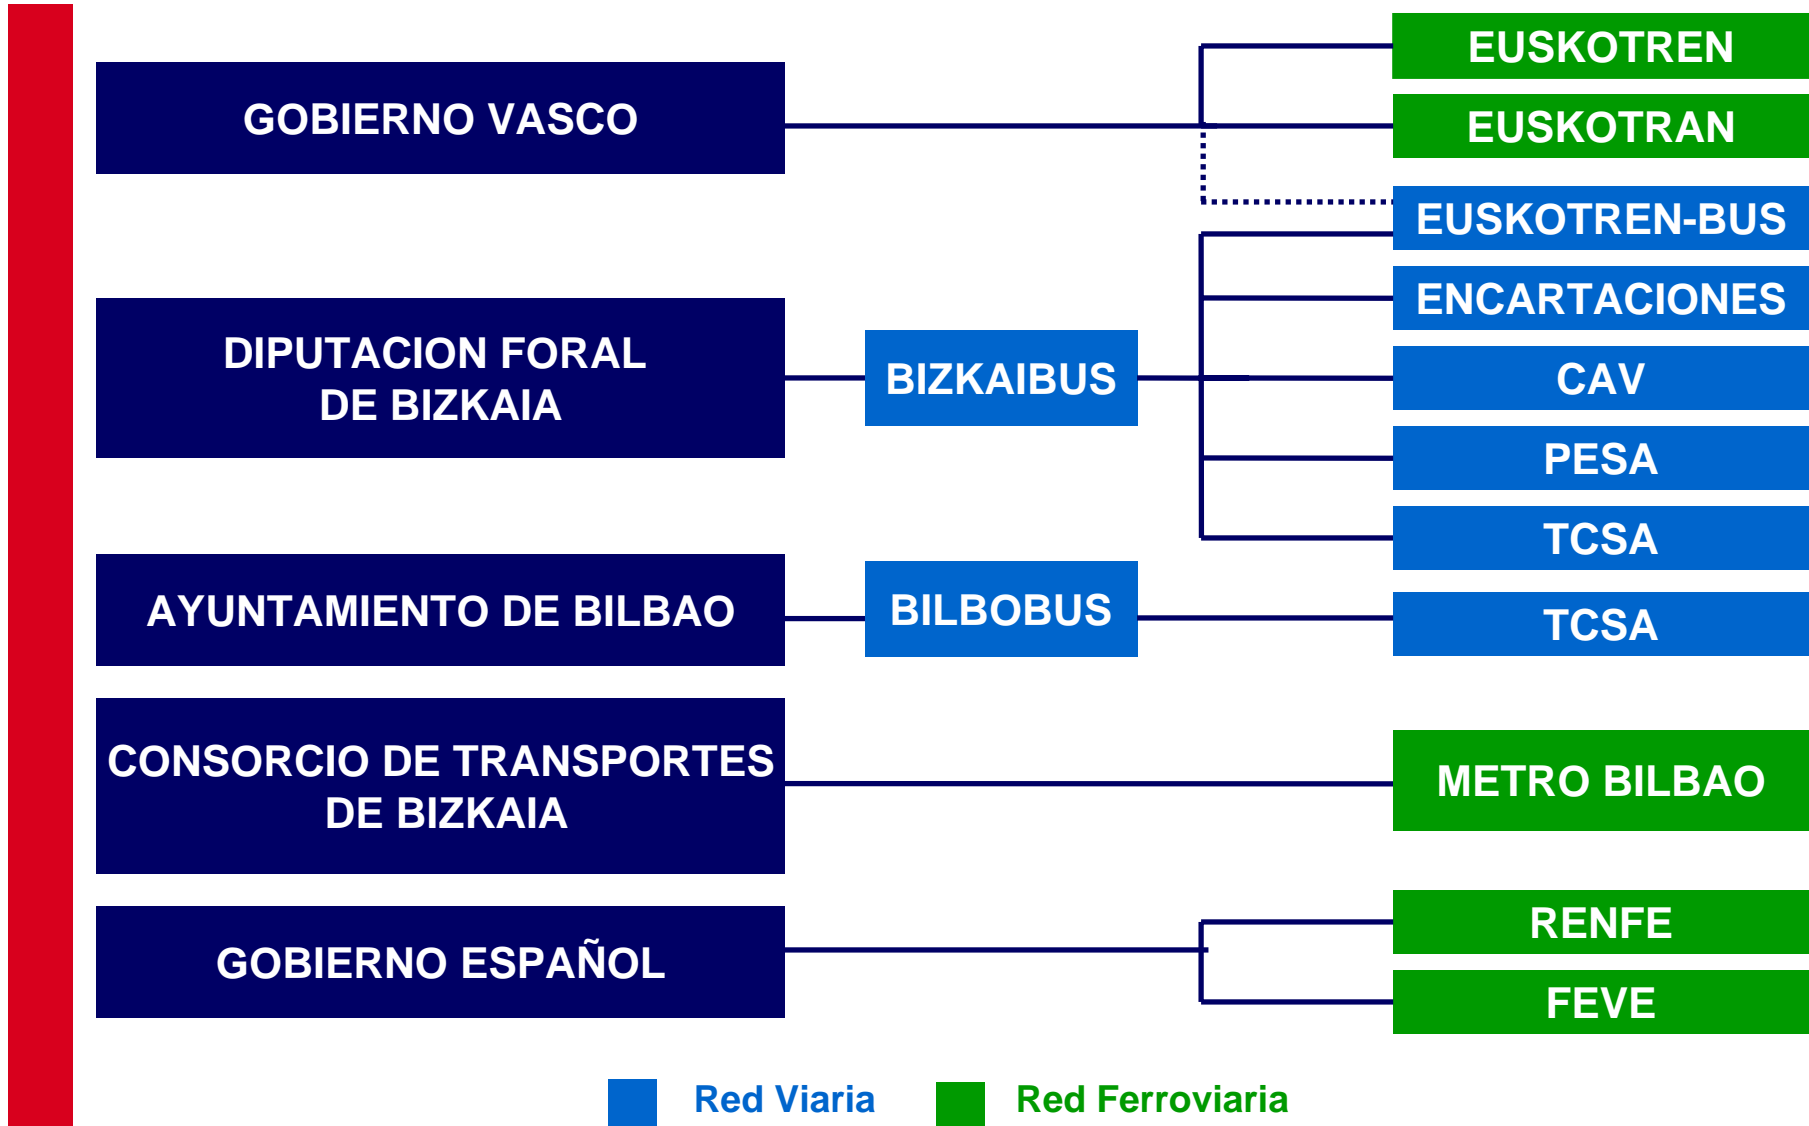 EUSKOTREN
GOBIERNO VASCO
EUSKOTRAN
EUSKOTREN-BUS
ENCARTACIONES
DIPUTACION FORAL
DE BIZKAIA
BIZKAIBUS
CAV
PESA
TCSA
AYUNTAMIENTO DE BILBAO
BILBOBUS
TCSA
CONSORCIO DE TRANSPORTES
DE BIZKAIA
METRO BILBAO
RENFE
GOBIERNO ESPAÑOL
FEVE
Red Viaria
Red Ferroviaria